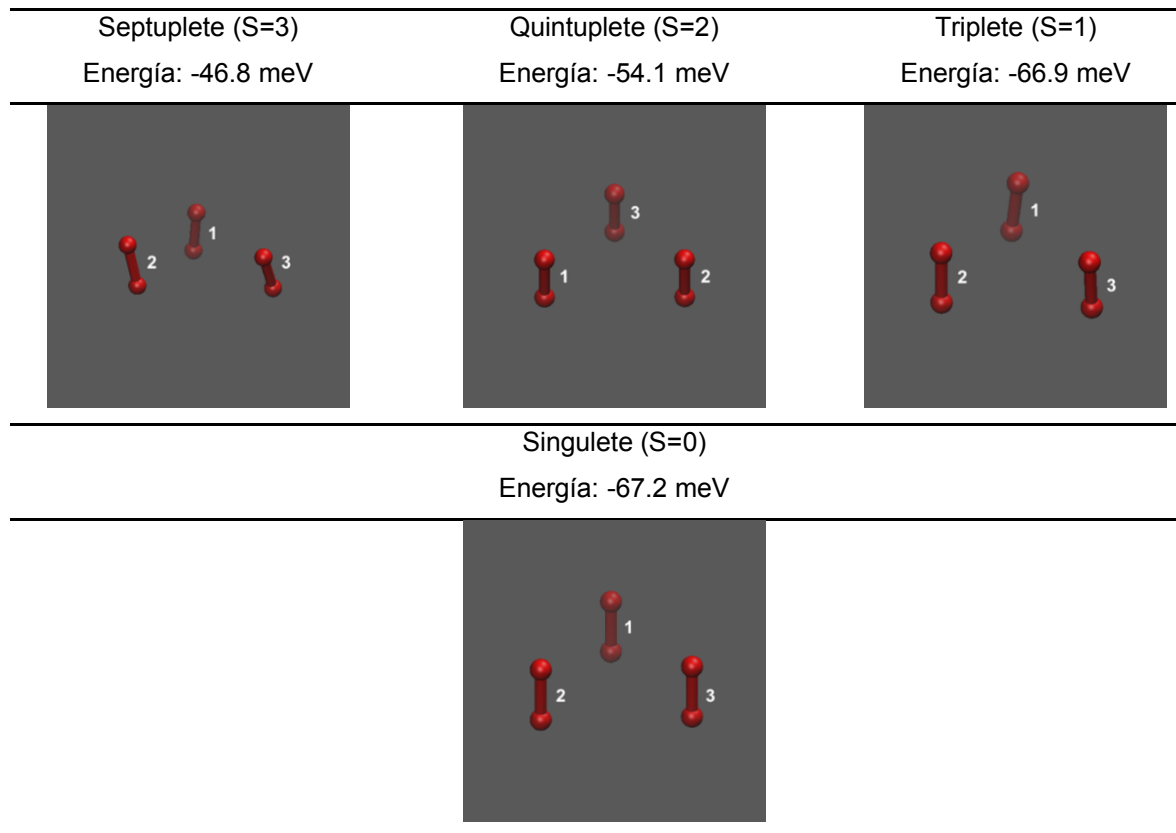 Septuplete (S=3)
Energía: -46.8 meV
Quintuplete (S=2)
Energía: -54.1 meV
Triplete (S=1)
Energía: -66.9 meV
1
2
3
3
1
2
1
2
3
Singulete (S=0)
Energía: -67.2 meV
1
2
3